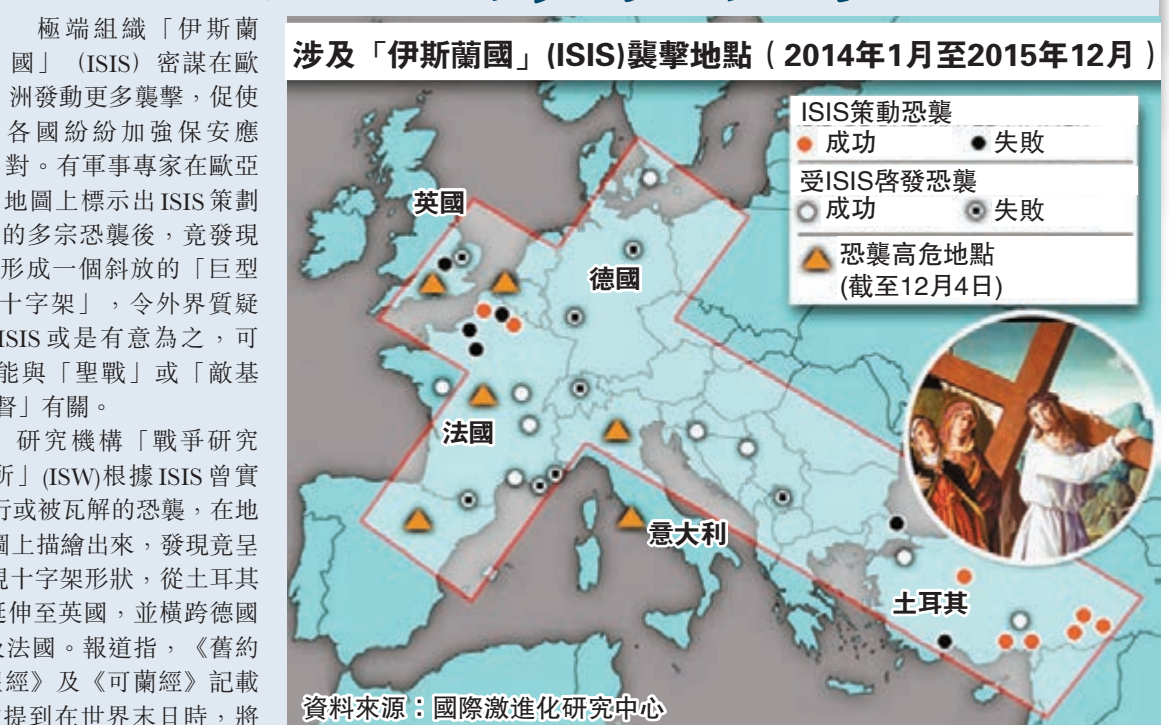 極端組織「伊斯蘭
國」（ISIS）密謀在歐
洲發動更多襲擊，促使
各國紛紛加強保安應
對。有軍事專家在歐亞
地圖上標示出ISIS策劃
的多宗恐襲後，竟發現
形成一個斜放的「巨型
十字架」，令外界質疑
ISIS或是有意為之，可
能與「聖戰」或「敵基
督」有關。
研究機構「戰爭研究
所」(ISW)根據ISIS曾實
行或被瓦解的恐襲，在地
圖上描繪出來，發現竟呈
現十字架形狀，從土耳其
延伸至英國，並橫跨德國
及法國。報道指，《舊約
聖經》及《可蘭經》記載
提到在世界末日時，將
涉及「伊斯蘭國」(ISIS)襲擊地點（2014年1月至2015年12月）
ISIS策動恐襲
成功 失敗
受ISIS啓發恐襲
成功 失敗
恐襲高危地點
(截至12月4日)
英國
德國
法國
意大利
土耳其
資料來源：國際激進化研究中心